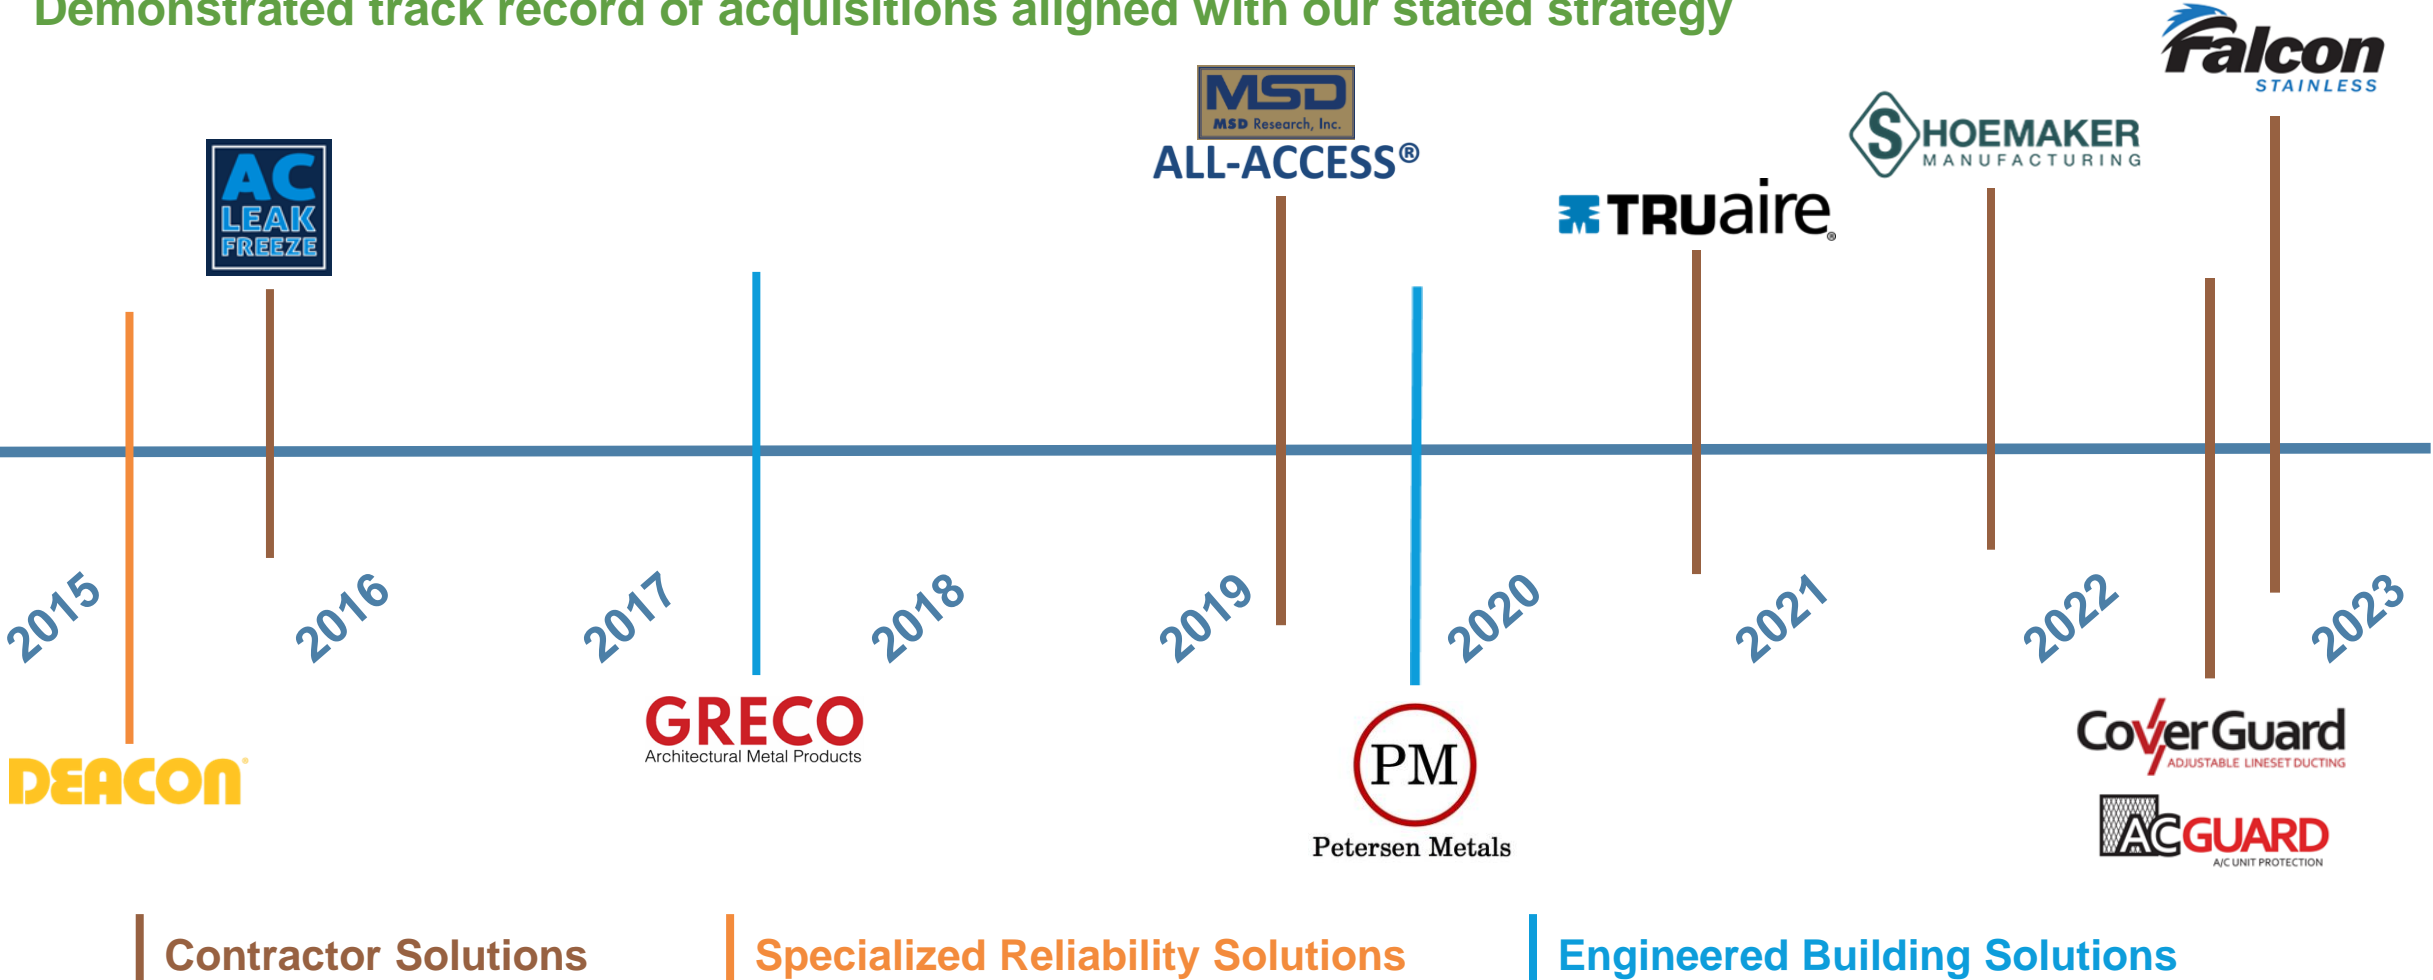 Demonstrated track record of acquisitions aligned with our stated strategy
Falcon
STAINLESS
MSD
MSD Research, Inc.
ALL-ACCESS®
SHOEMAKER
MANUFACTURING
AC
LEAK
FREEZE
TRUaire®
2015
2016
2017
2018
2019
2020
2021
2022
2023
DEACON®
GRECO
Architectural Metal Products
PM
Petersen Metals
CoverGuard
ADJUSTABLE LINESET DUCTING
ACGUARD
A/C UNIT PROTECTION
Contractor Solutions
Specialized Reliability Solutions
Engineered Building Solutions